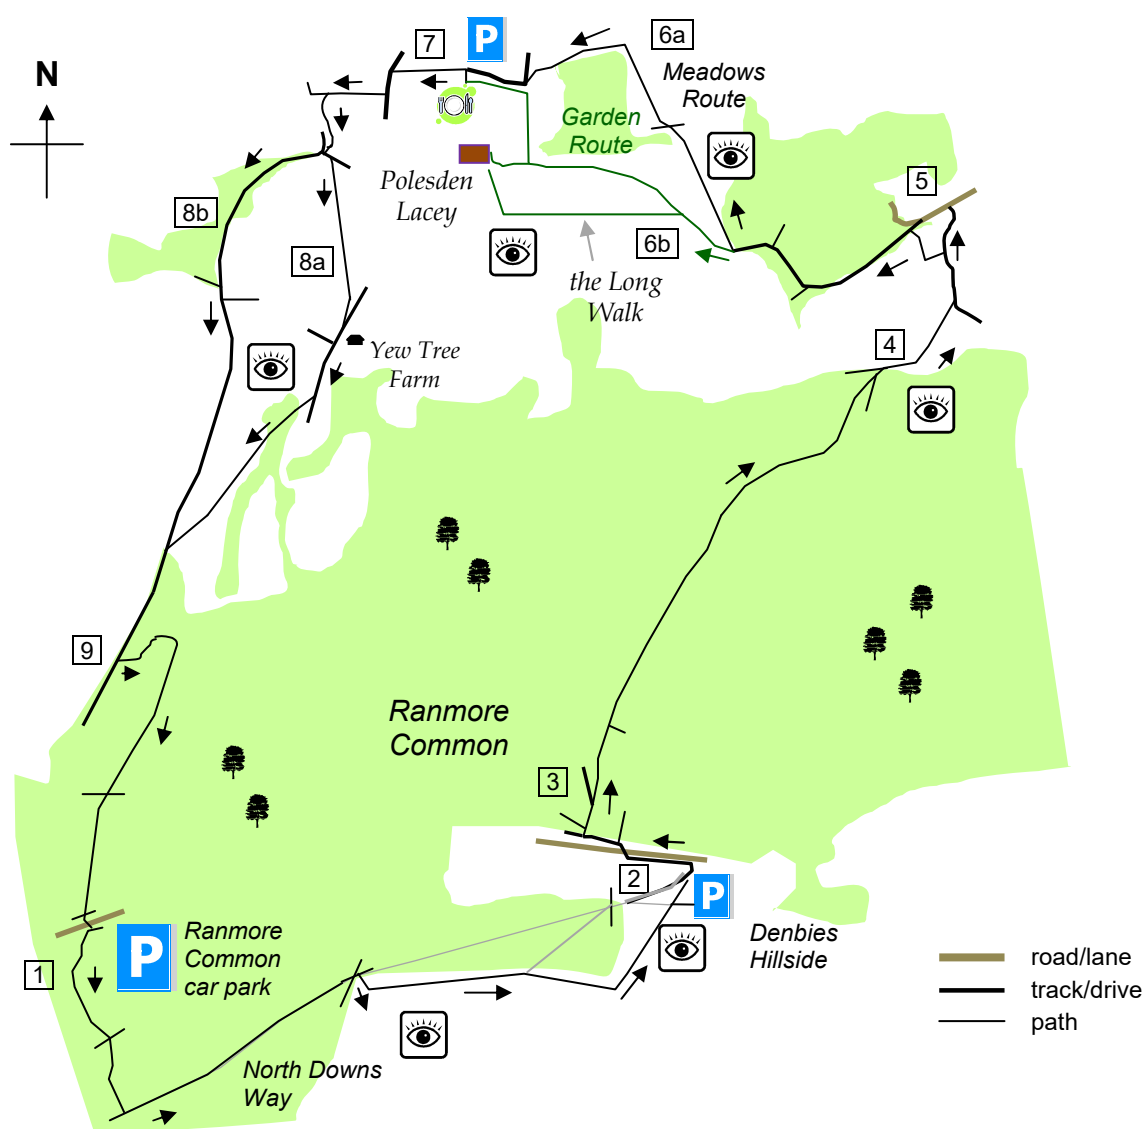 7
P
6a
N
Meadows
Route
Garden
Route
5
Polesden
Lacey
8b
6b
8a
the Long
Walk
4
Yew Tree
Farm
9
Ranmore
Common
3
2
P
Ranmore
Common
car park
P
Denbies
Hillside
1
road/lane
track/drive
path
North Downs
Way